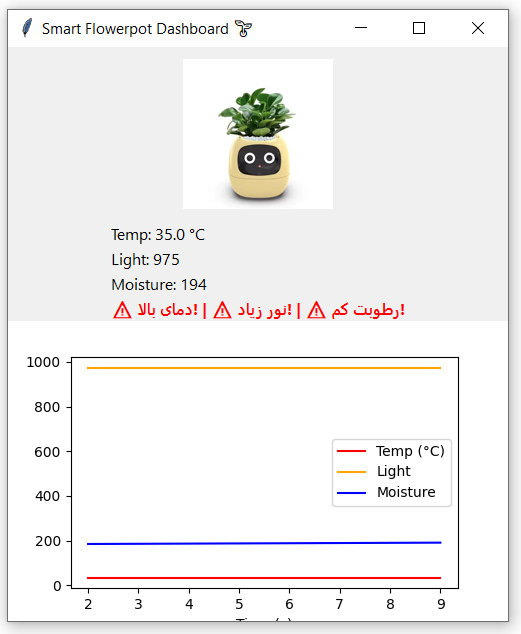 Smart Flowerpot Dashboard
Temp: 35.0 °C
Light: 975
Moisture: 194
⚠ دمای بالا! | ⚠ نور زیاد! | ⚠ رطوبت کم!
1000
800
600
400
200
0
Temp (°C)
Light
Moisture
2 3 4 5 6 7 8 9